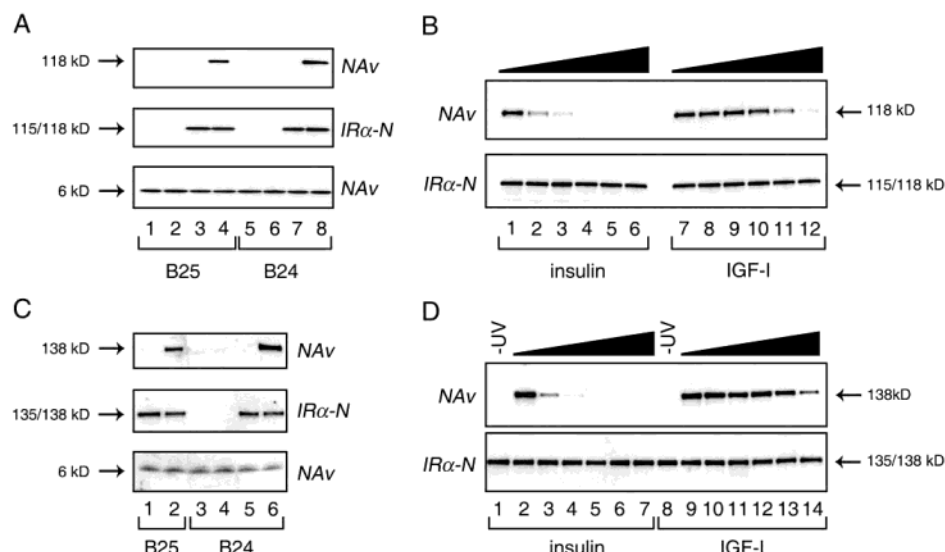 A
118 kD
NAv
115/118 kD
IRα-N
6 kD
NAv
1 2 3 4 5 6 7 8
B25 B24
B
NAv
118 kD
IRα-N
115/118 kD
1 2 3 4 5 6 7 8 9 10 11 12
insulin IGF-I
C
138 kD
NAv
135/138 kD
IRα-N
6 kD
NAv
1 2 3 4 5 6
B25 B24
D
-UV -UV
NAv
138kD
IRα-N
135/138 kD
1 2 3 4 5 6 7 8 9 10 11 12 13 14
insulin IGF-I